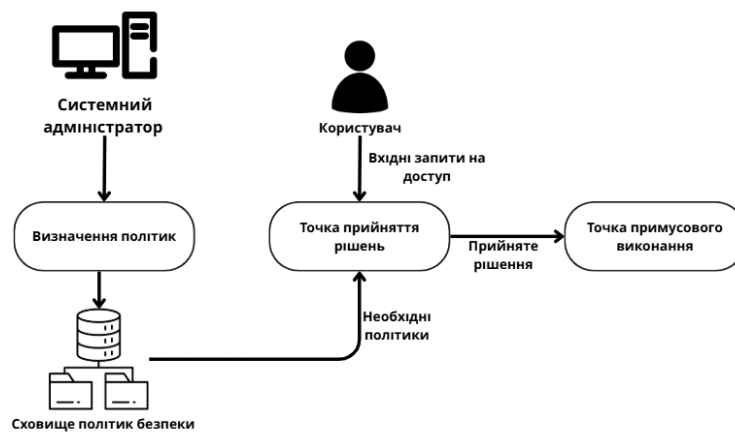 Системний
адміністратор
Користувач
Вхідні запити на
доступ
Визначення політик
Точка прийняття
рішень
Прийняте
рішення
Точка примусового
виконання
Необхідні
політики
Сховище політик безпеки